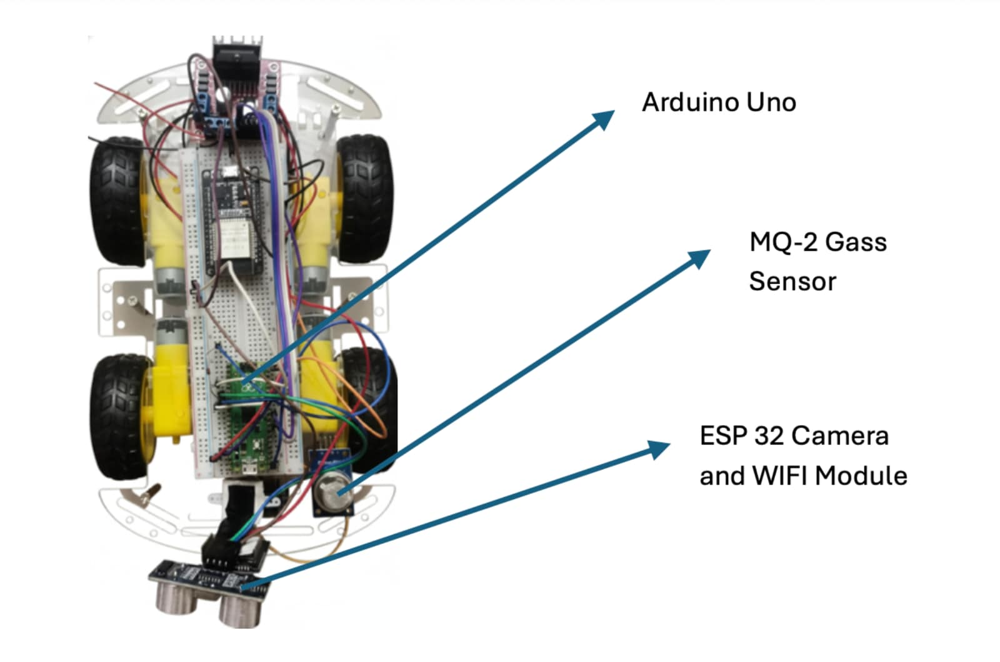 Arduino Uno
MQ-2 Gass
Sensor
ESP 32 Camera
and WIFI Module